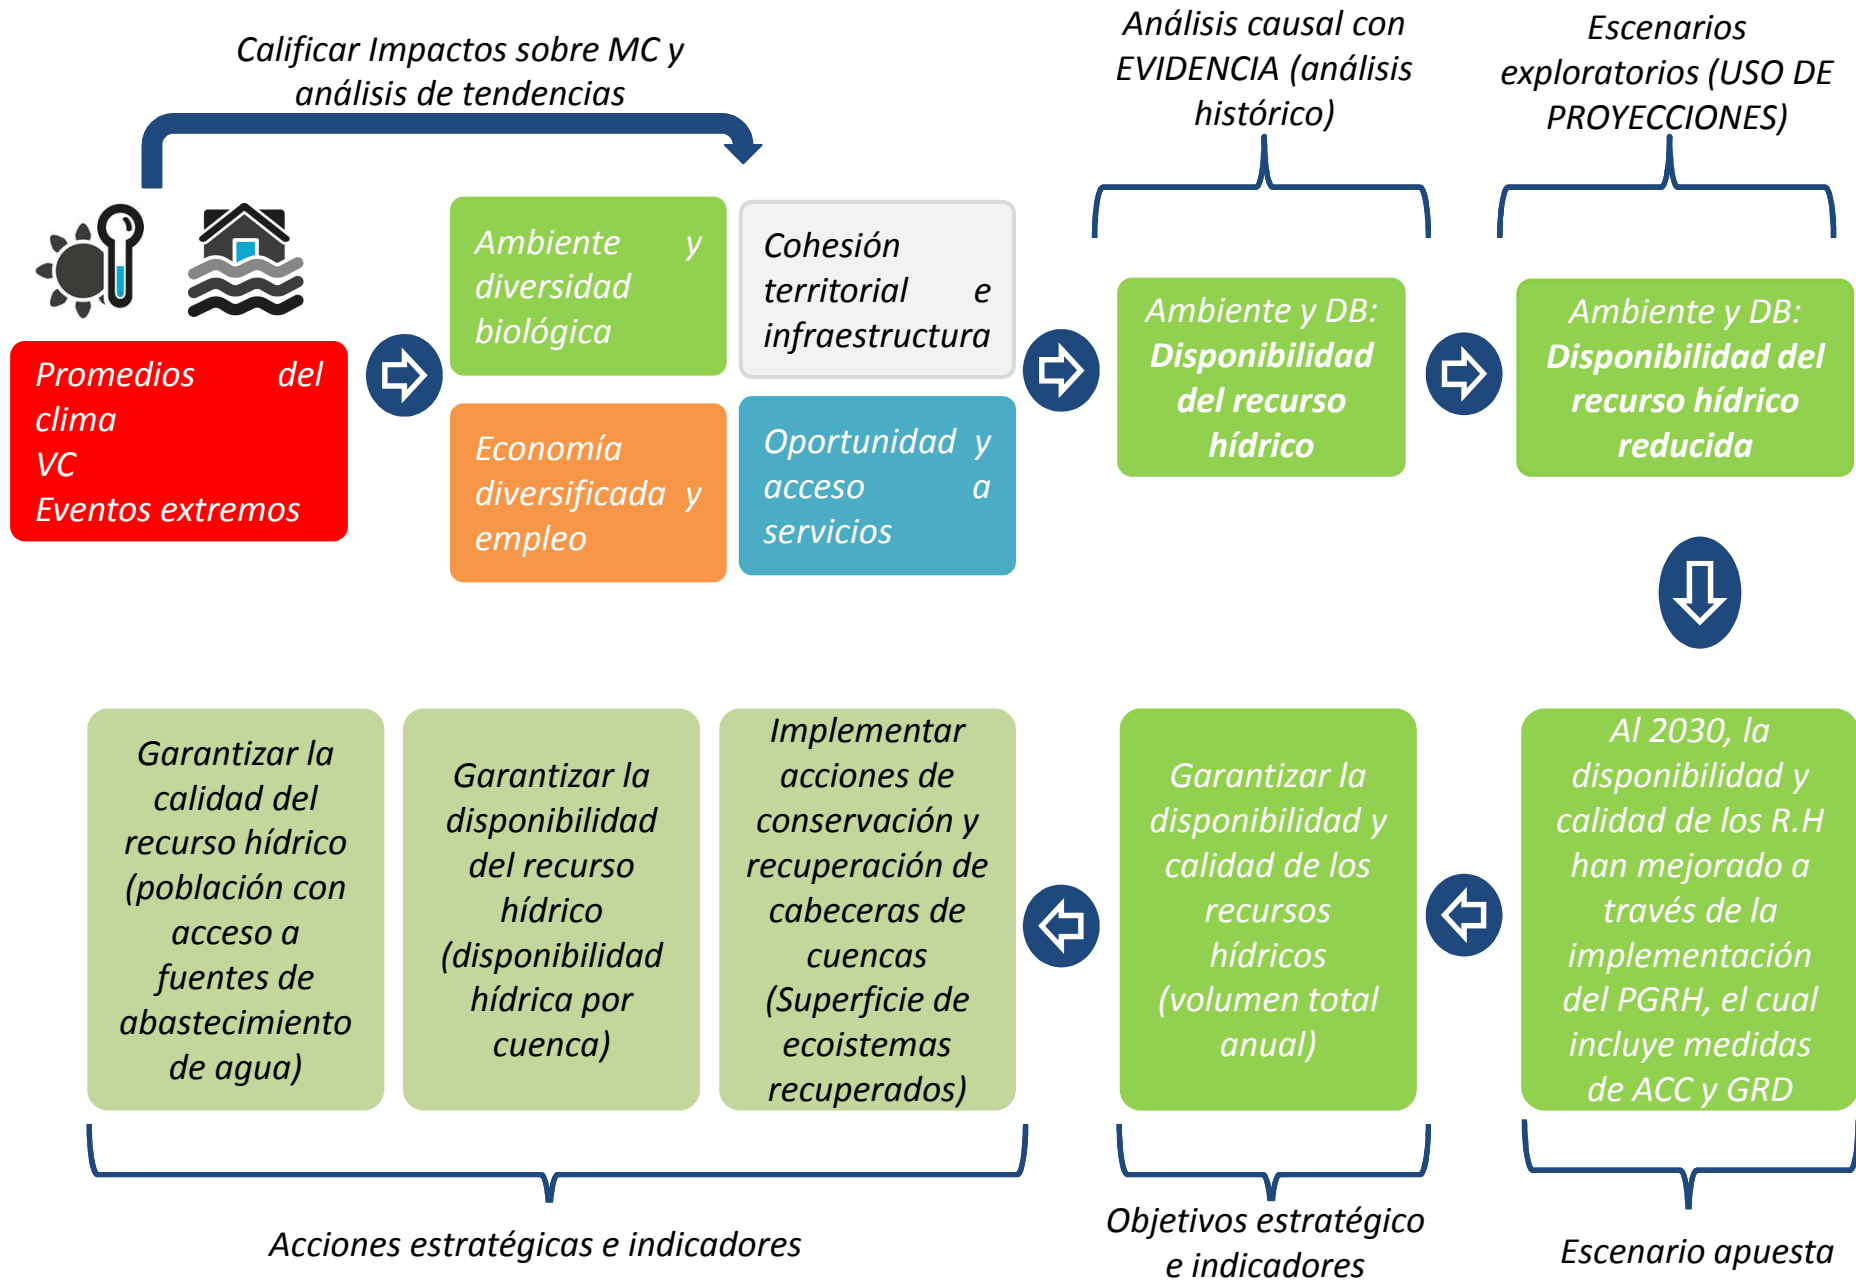 Calificar Impactos sobre MC y
análisis de tendencias
Análisis causal con
EVIDENCIA (análisis
histórico)
Escenarios
exploratorios (USO DE
PROYECCIONES)
Promedios del
clima
VC
Eventos extremos
Ambiente y
diversidad
biológica
Cohesión
territorial e
infraestructura
Economía
diversificada y
empleo
Oportunidad y
acceso a
servicios
Ambiente y DB:
Disponibilidad
del recurso
hídrico
Ambiente y DB:
Disponibilidad del
recurso hídrico
reducida
Garantizar la
calidad del
recurso hídrico
(población con
acceso a
fuentes de
abastecimiento
de agua)
Garantizar la
disponibilidad
del recurso
hídrico
(disponibilidad
hídrica por
cuenca)
Implementar
acciones de
conservación y
recuperación de
cabeceras de
cuencas
(Superficie de
ecoistemas
recuperados)
Garantizar la
disponibilidad y
calidad de los
recursos
hídricos
(volumen total
anual)
Al 2030, la
disponibilidad y
calidad de los R.H
han mejorado a
través de la
implementación
del PGRH, el cual
incluye medidas
de ACC y GRD
Acciones estratégicas e indicadores
Objetivos estratégico
e indicadores
Escenario apuesta